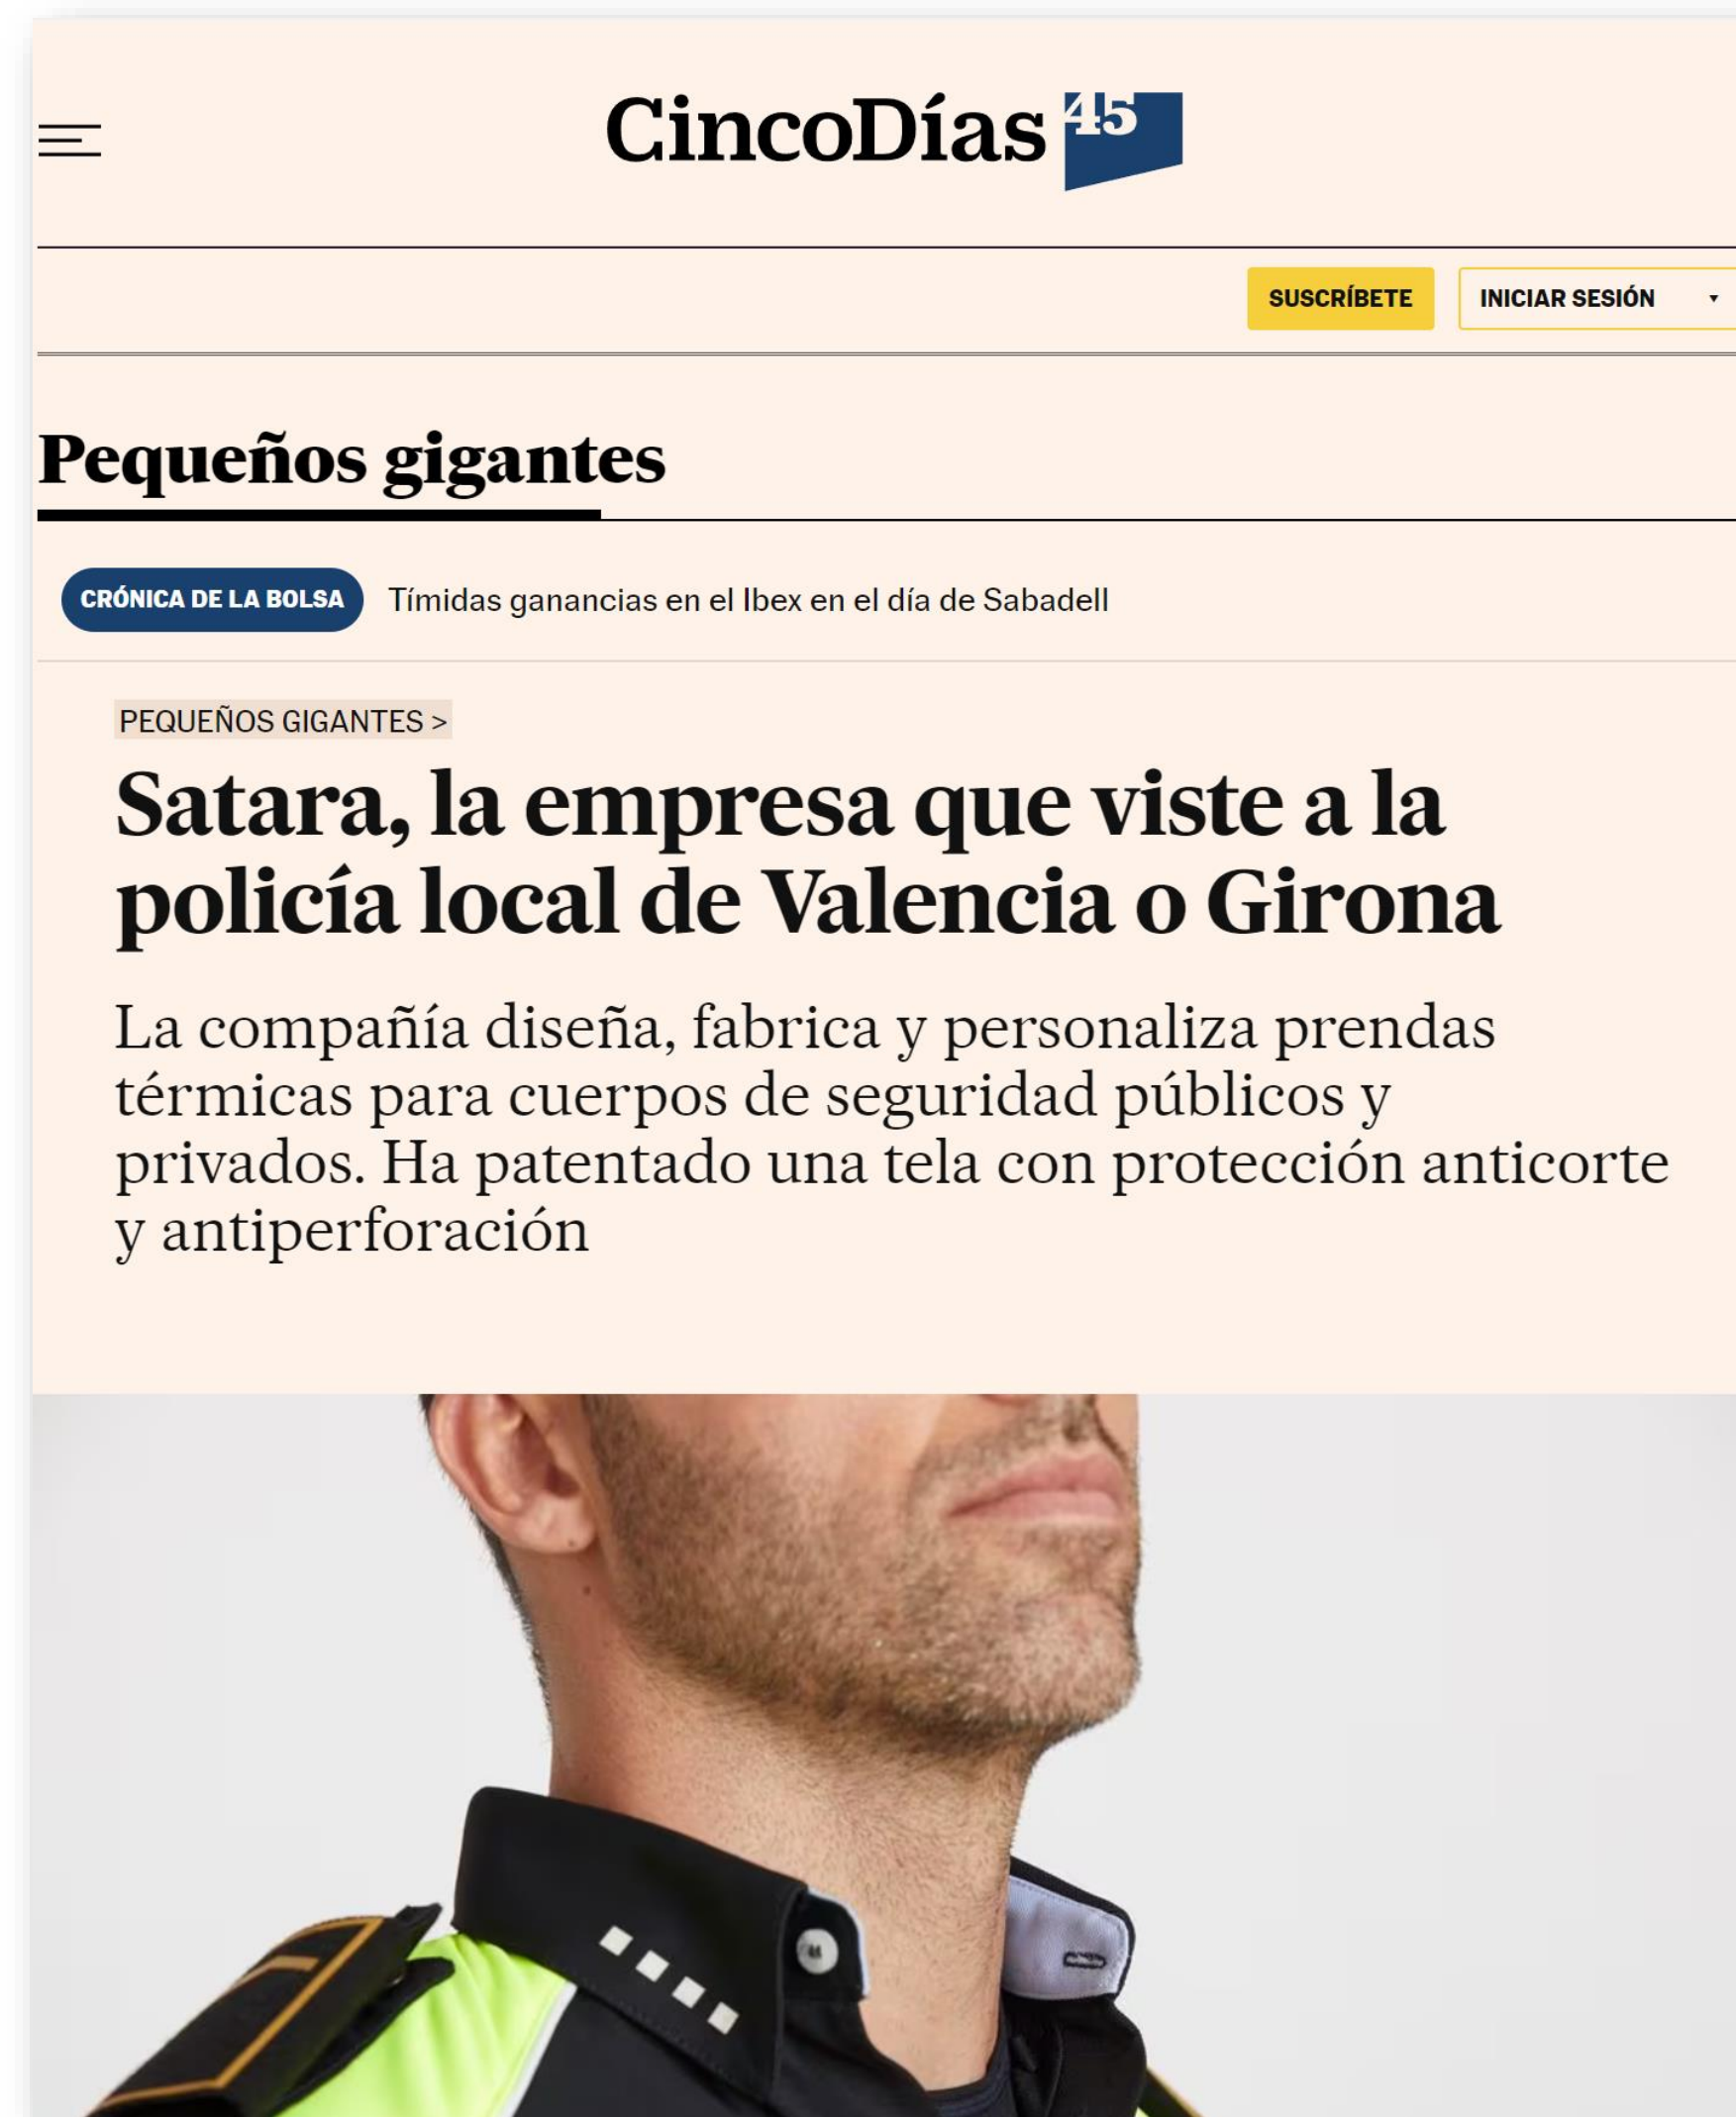 CincoDías 45
SUSCRÍBETE
INICIAR SESIÓN
Pequeños gigantes
CRÓNICA DE LA BOLSA Tímidas ganancias en el Ibex en el día de Sabadell
PEQUEÑOS GIGANTES >
Satara, la empresa que viste a la
policía local de Valencia o Girona
La compañía diseña, fabrica y personaliza prendas
térmicas para cuerpos de seguridad públicos y
privados. Ha patentado una tela con protección anticorte
y antiperforación